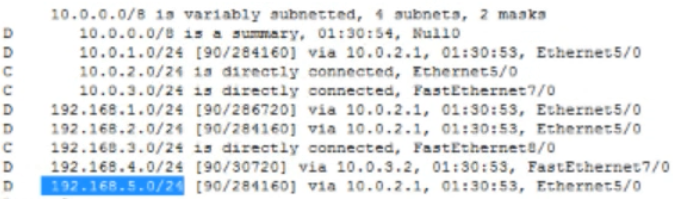 10.0.0.0/8 is variably subnetted, 4 subnets, 2 masks
D 10.0.0.0/8 is a summary, 01:30:54, Null0
D 10.0.1.0/24 [90/284160] via 10.0.2.1, 01:30:53, Ethernet5/0
C 10.0.2.0/24 is directly connected, Ethernet5/0
C 10.0.3.0/24 is directly connected, FastEthernet7/0
D 192.168.1.0/24 [90/286720] via 10.0.2.1, 01:30:53, Ethernet5/0
D 192.168.2.0/24 [90/284160] via 10.0.2.1, 01:30:53, Ethernet5/0
C 192.168.3.0/24 is directly connected, FastEthernet8/0
D 192.168.4.0/24 [90/30720] via 10.0.3.2, 01:30:53, FastEthernet7/0
D 192.168.5.0/24 [90/284160] via 10.0.2.1, 01:30:53, Ethernet5/0